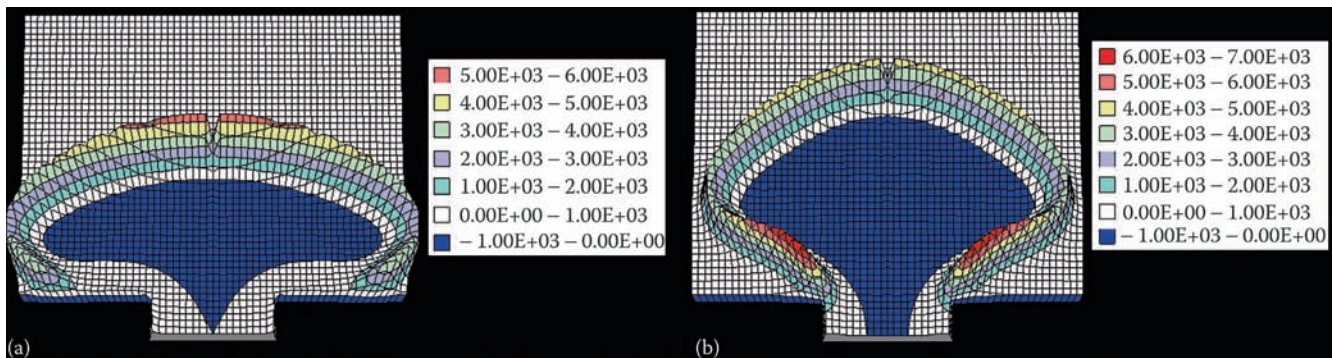 5.00E+03 – 6.00E+03
4.00E+03 – 5.00E+03
3.00E+03 – 4.00E+03
2.00E+03 – 3.00E+03
1.00E+03 – 2.00E+03
0.00E+00 – 1.00E+03
– 1.00E+03 – 0.00E+00
(a)
6.00E+03 – 7.00E+03
5.00E+03 – 6.00E+03
4.00E+03 – 5.00E+03
3.00E+03 – 4.00E+03
2.00E+03 – 3.00E+03
1.00E+03 – 2.00E+03
0.00E+00 – 1.00E+03
– 1.00E+03 – 0.00E+00
(b)